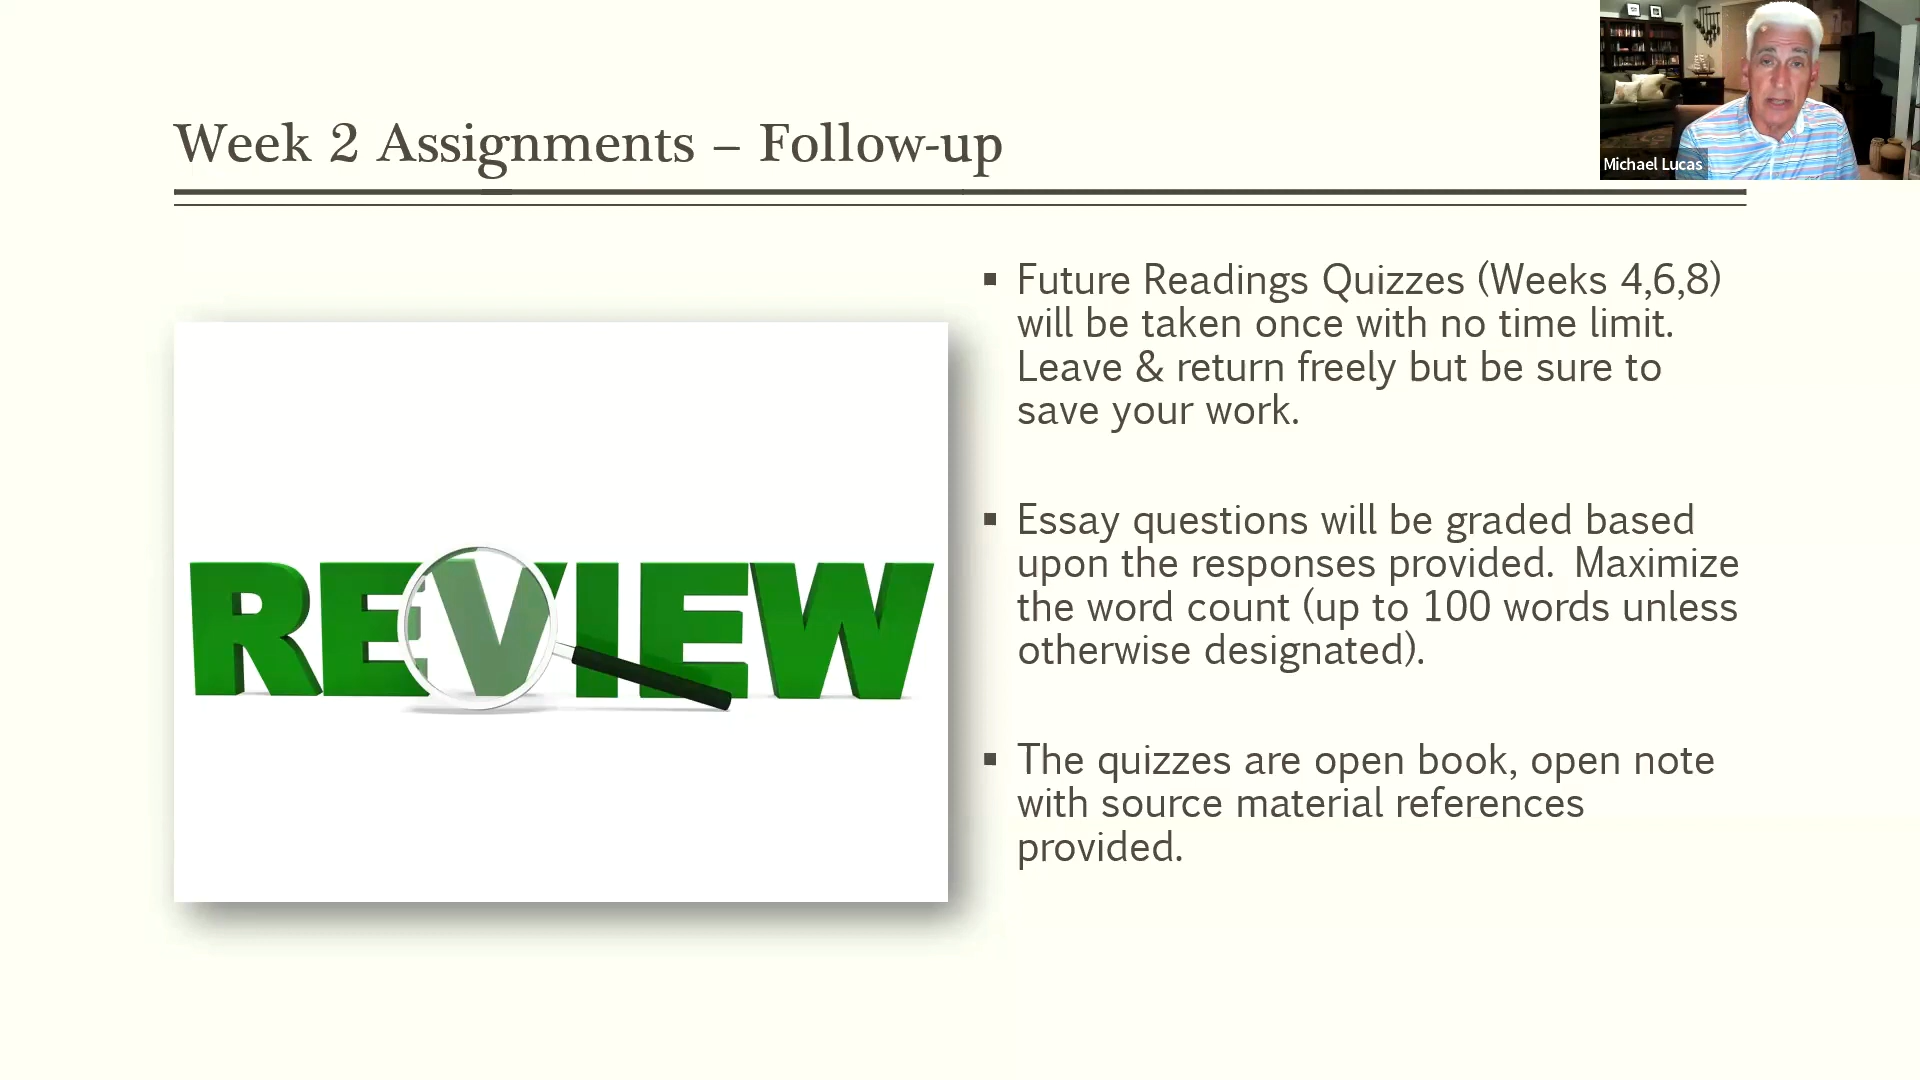 Week 2 Assignments – Follow-up
Michael Lucas
REVIEW
▪ Future Readings Quizzes (Weeks 4,6,8)
will be taken once with no time limit.
Leave & return freely but be sure to
save your work.
▪ Essay questions will be graded based
upon the responses provided.  Maximize
the word count (up to 100 words unless
otherwise designated).
▪ The quizzes are open book, open note
with source material references
provided.